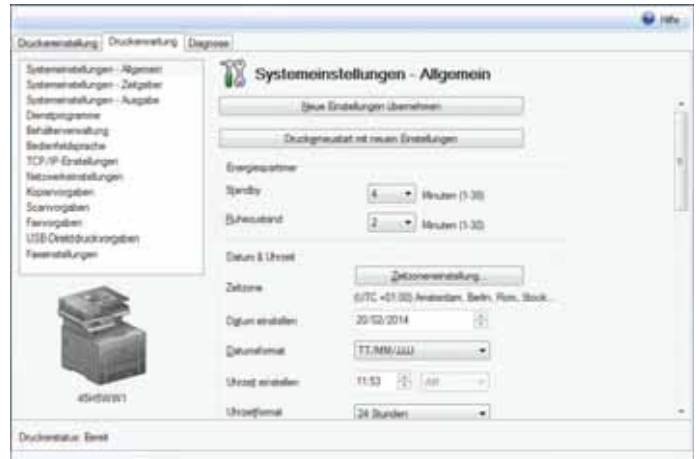 Hilfe
Druckereinstellung Druckerwartung Diagnose
Systemeinstellungen - Allgemein
Systemeinstellungen - Zeitgeber
Systemeinstellungen - Ausgabe
Dienstprogramme
Behälterverwaltung
Bedienfeldsprache
TCP/IP-Einstellungen
Netzwerkeinstellungen
Kopiervorgaben
Scanvorgaben
Faxvorgaben
USB-Direktdruckvorgaben
Faxeinstellungen
45H5WW1
Systemeinstellungen - Allgemein
Neue Einstellungen übernehmen
Druckerneustart mit neuen Einstellungen
Energiespartimer
Standby 4 Minuten (1-30)
Ruhezustand 2 Minuten (1-30)
Datum & Uhrzeit
Zeitzone Zeitzoneneinstellung...
(UTC +01:00) Amsterdam, Berlin, Rom, Stock...
Datum einstellen 20/02/2014
Datumsformat TT/MM/JJJJ
Uhrzeit einstellen 11:53 AM
Uhrzeitformat 24 Stunden
Druckerstatus: Bereit